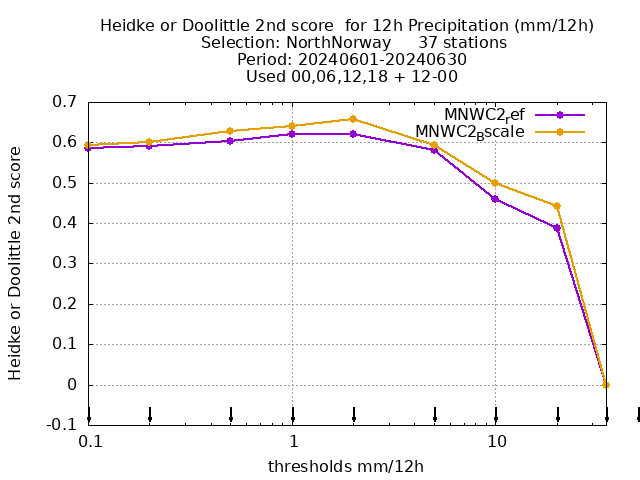 Heidke or Doolittle 2nd score  for 12h Precipitation (mm/12h)
Selection: NorthNorway     37 stations
Period: 20240601-20240630
Used 00,06,12,18 + 12-00
MNWC2ref
MNWC2Bscale
0.7
0.6
0.5
0.4
0.3
0.2
0.1
0
-0.1
0.1
1
10
Heidke or Doolittle 2nd score
thresholds mm/12h